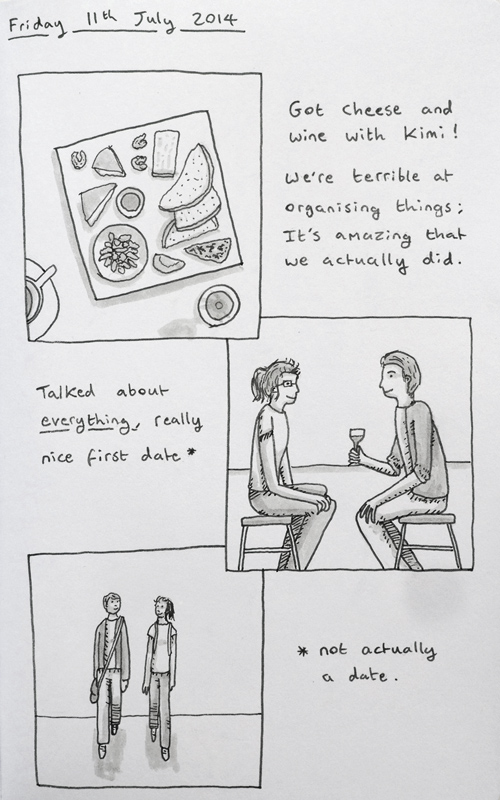 Friday 11th July 2014
Got cheese and
wine with Kimi!
We're terrible at
organising things;
It's amazing that
we actually did.
Talked about
everything, really
nice first date *
* not actually
a date.